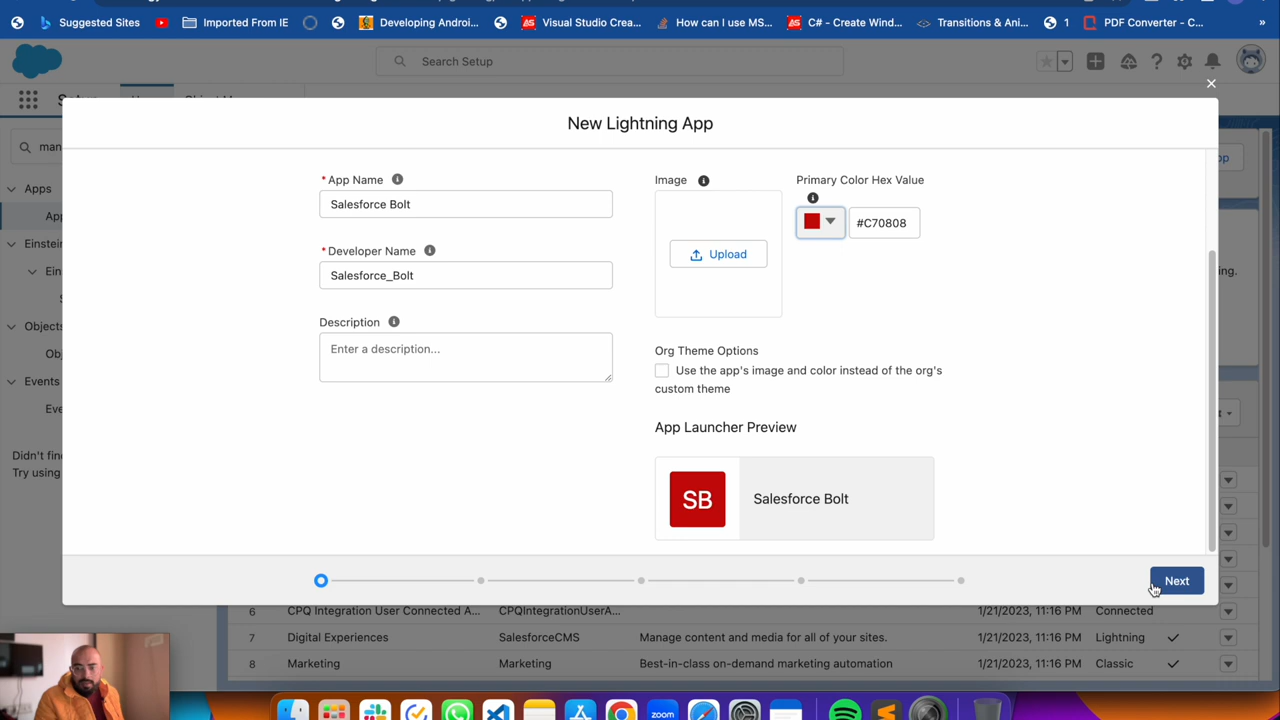 Suggested Sites
Imported From IE
Developing Androi...
Visual Studio Crea...
How can I use MS...
C# - Create Wind...
Transitions & Ani...
1
PDF Converter - C...
»
Search Setup
New Lightning App
man
Apps
App
Einstein
Ein
Objects
Obj
Events
Eve
Didn't find
Try using
* App Name
Salesforce Bolt
* Developer Name
Salesforce_Bolt
Description
Enter a description...
Image
Upload
Primary Color Hex Value
#C70808
Org Theme Options
Use the app's image and color instead of the org's
custom theme
App Launcher Preview
SB
Salesforce Bolt
Next
6 CPQ Integration User Connected A... CPQIntegrationUserA... 1/21/2023, 11:16 PM Connected
7 Digital Experiences SalesforceCMS Manage content and media for all of your sites. 1/21/2023, 11:16 PM Lightning
8 Marketing Marketing Best-in-class on-demand marketing automation 1/21/2023, 11:16 PM Classic
zoom